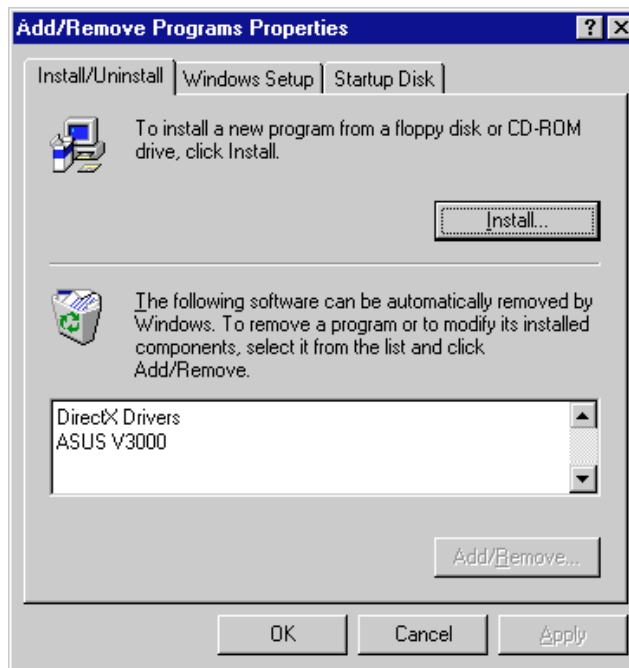 Add/Remove Programs Properties
Install/Uninstall
Windows Setup
Startup Disk
To install a new program from a floppy disk or CD-ROM
drive, click Install.
Install...
The following software can be automatically removed by
Windows. To remove a program or to modify its installed
components, select it from the list and click
Add/Remove.
DirectX Drivers
ASUS V3000
Add/Remove...
OK
Cancel
Apply